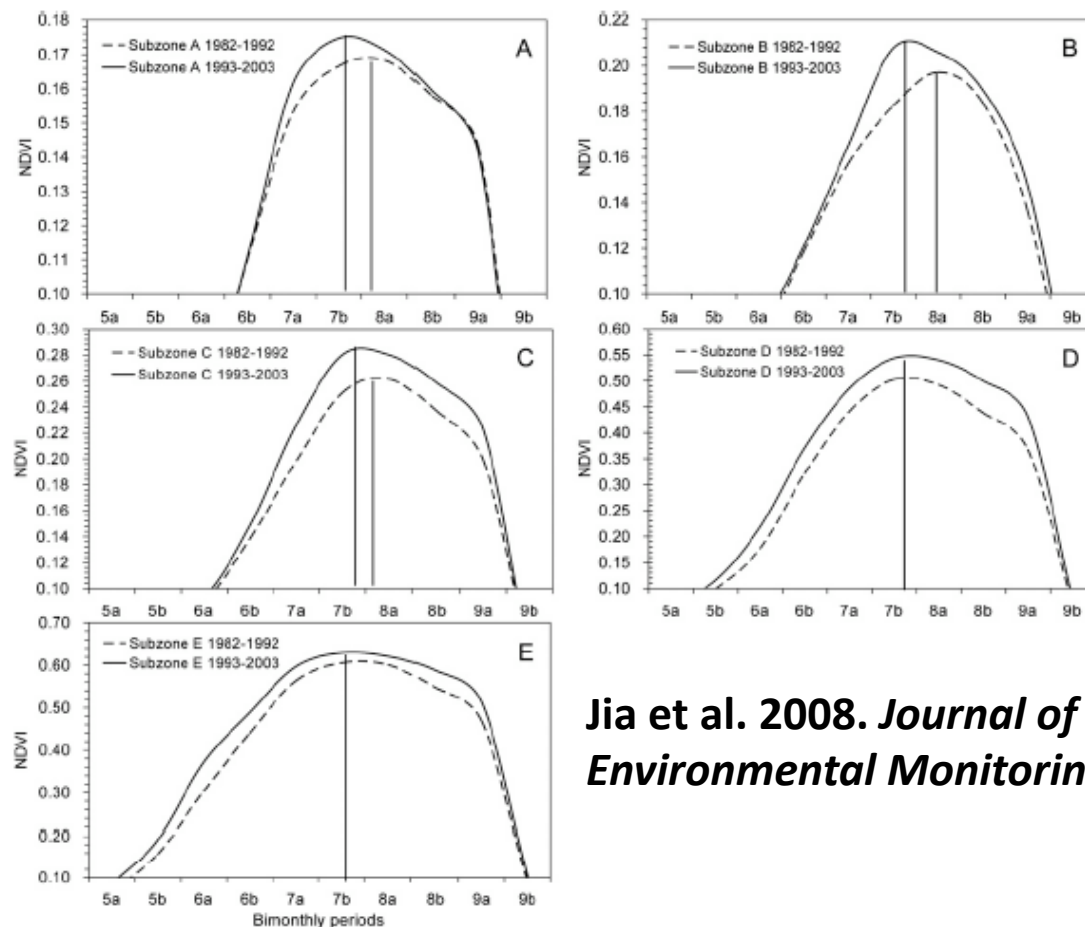 0.18
0.17
0.16
0.15
0.14
0.13
0.12
0.11
0.10
NDVI
Subzone A 1982-1992
Subzone A 1993-2003
A
5a 5b 6a 6b 7a 7b 8a 8b 9a 9b
0.22
0.20
0.18
0.16
0.14
0.12
0.10
NDVI
Subzone B 1982-1992
Subzone B 1993-2003
B
5a 5b 6a 6b 7a 7b 8a 8b 9a 9b
0.30
0.28
0.26
0.24
0.22
0.20
0.18
0.16
0.14
0.12
0.10
NDVI
Subzone C 1982-1992
Subzone C 1993-2003
C
5a 5b 6a 6b 7a 7b 8a 8b 9a 9b
0.60
0.55
0.50
0.45
0.40
0.35
0.30
0.25
0.20
0.15
0.10
NDVI
Subzone D 1982-1992
Subzone D 1993-2003
D
5a 5b 6a 6b 7a 7b 8a 8b 9a 9b
0.70
0.60
0.50
0.40
0.30
0.20
0.10
NDVI
Subzone E 1982-1992
Subzone E 1993-2003
E
5a 5b 6a 6b 7a 7b 8a 8b 9a 9b
Bimonthly periods
Jia et al. 2008. Journal of
Environmental Monitorin